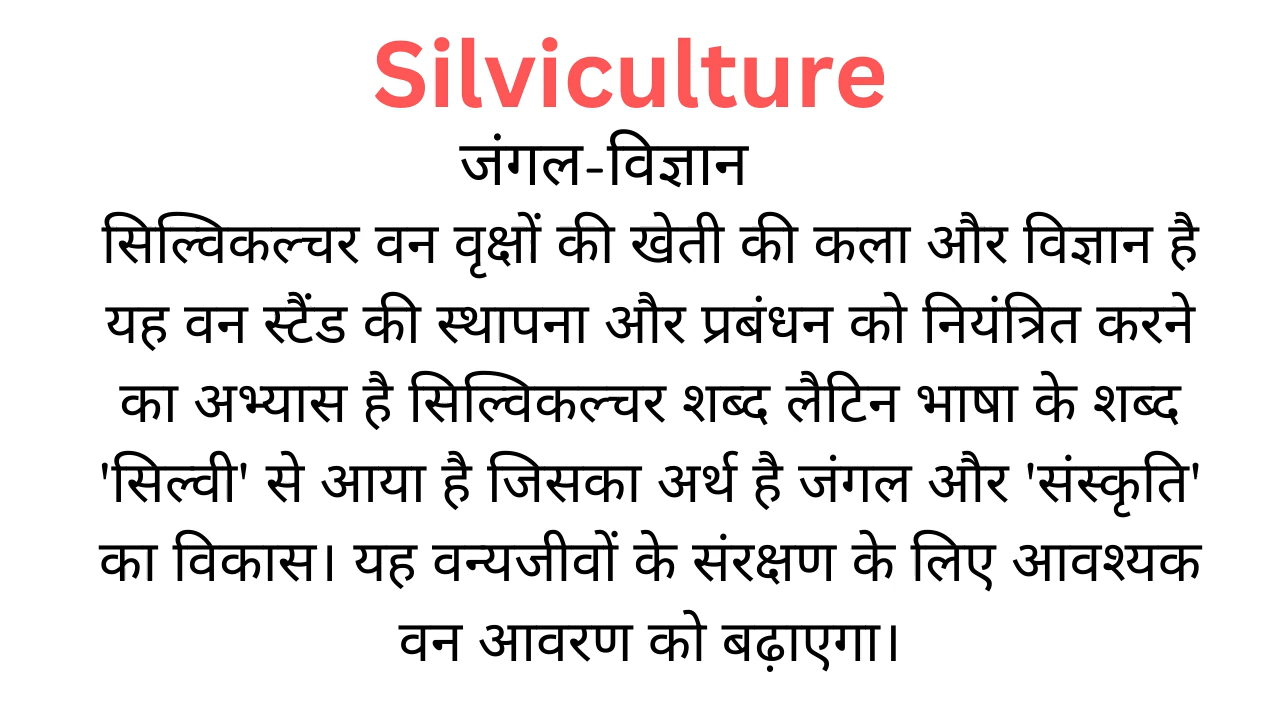 Silviculture
जंगल-विज्ञान
सिल्विकल्चर वन वृक्षों की खेती की कला और विज्ञान है
यह वन स्टैंड की स्थापना और प्रबंधन को नियंत्रित करने
का अभ्यास है सिल्विकल्चर शब्द लैटिन भाषा के शब्द
'सिल्वी' से आया है जिसका अर्थ है जंगल और 'संस्कृति'
का विकास। यह वन्यजीवों के संरक्षण के लिए आवश्यक
वन आवरण को बढ़ाएगा।